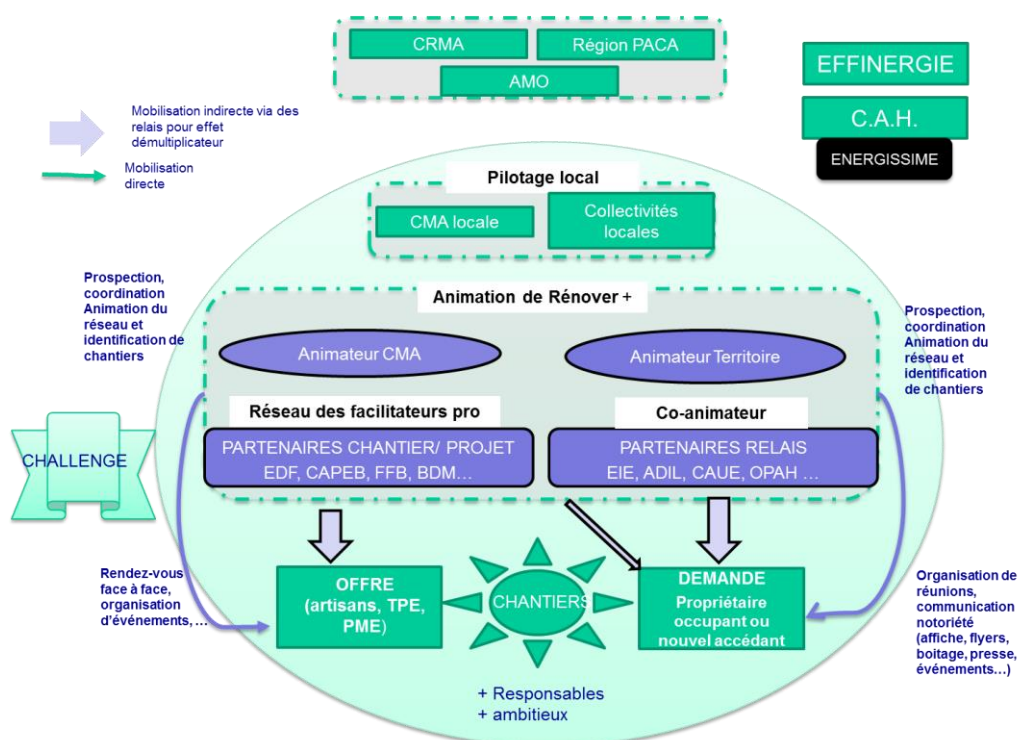 CRMA
Région PACA
AMO
EFFINERGIE
C.A.H.
ENERGISSIME
Mobilisation indirecte via des
relais pour effet
démultiplicateur
Mobilisation
directe
Pilotage local
CMA locale
Collectivités
locales
Prospection,
coordination
Animation du
réseau et
identification de
chantiers
Animation de Rénover +
Prospection,
coordination
Animation du
réseau et
identification
de chantiers
Animateur CMA
Animateur Territoire
Réseau des facilitateurs pro
Co-animateur
PARTENAIRES CHANTIER/ PROJET
EDF, CAPEB, FFB, BDM…
PARTENAIRES RELAIS
EIE, ADIL, CAUE, OPAH …
CHALLENGE
Rendez-vous
face à face,
organisation
d'événements, …
OFFRE
(artisans, TPE,
PME)
CHANTIERS
DEMANDE
Propriétaire
occupant ou
nouvel accédant
Organisation de
réunions,
communication
notoriété
(affiche, flyers,
boitage, presse,
événements…)
+ Responsables
+ ambitieux